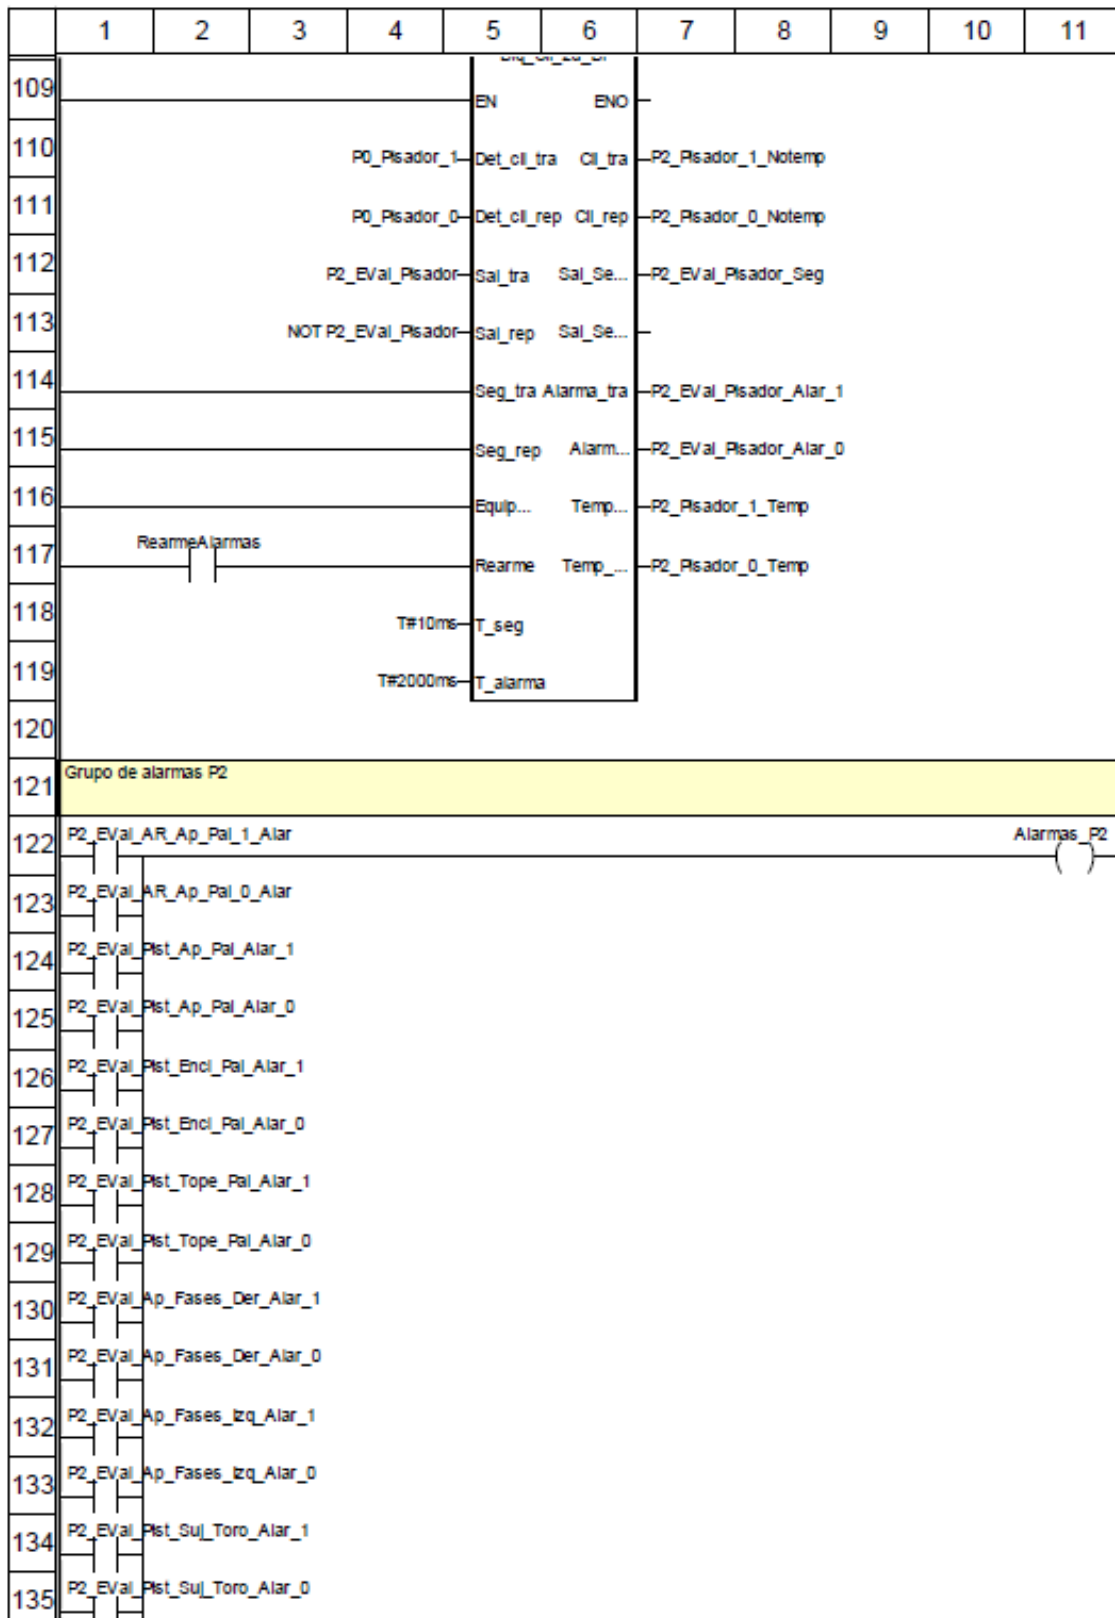 1 2 3 4 5 6 7 8 9 10 11
109
EN ENO
110 P0_Pisador_1 Det_cil_tra Cil_tra P2_Pisador_1_Notemp
111 P0_Pisador_0 Det_cil_rep Cil_rep P2_Pisador_0_Notemp
112 P2_EVal_Pisador Sal_tra Sal_Se... P2_EVal_Pisador_Seg
113 NOT P2_EVal_Pisador Sal_rep Sal_Se...
114 Seg_tra Alarma_tra P2_EVal_Pisador_Alar_1
115 Seg_rep Alarm... P2_EVal_Pisador_Alar_0
116 Equip... Temp... P2_Pisador_1_Temp
117 RearmeAlarmas Rearme Temp_... P2_Pisador_0_Temp
118 T#10ms T_seg
119 T#2000ms T_alarma
120
121 Grupo de alarmas P2
122 P2_EVal_AR_Ap_Pal_1_Alar Alarmas_P2
123 P2_EVal_AR_Ap_Pal_0_Alar
124 P2_EVal_Pist_Ap_Pal_Alar_1
125 P2_EVal_Pist_Ap_Pal_Alar_0
126 P2_EVal_Pist_Encl_Pal_Alar_1
127 P2_EVal_Pist_Encl_Pal_Alar_0
128 P2_EVal_Pist_Tope_Pal_Alar_1
129 P2_EVal_Pist_Tope_Pal_Alar_0
130 P2_EVal_Ap_Fases_Der_Alar_1
131 P2_EVal_Ap_Fases_Der_Alar_0
132 P2_EVal_Ap_Fases_Izq_Alar_1
133 P2_EVal_Ap_Fases_Izq_Alar_0
134 P2_EVal_Pist_Suj_Toro_Alar_1
135 P2_EVal_Pist_Suj_Toro_Alar_0